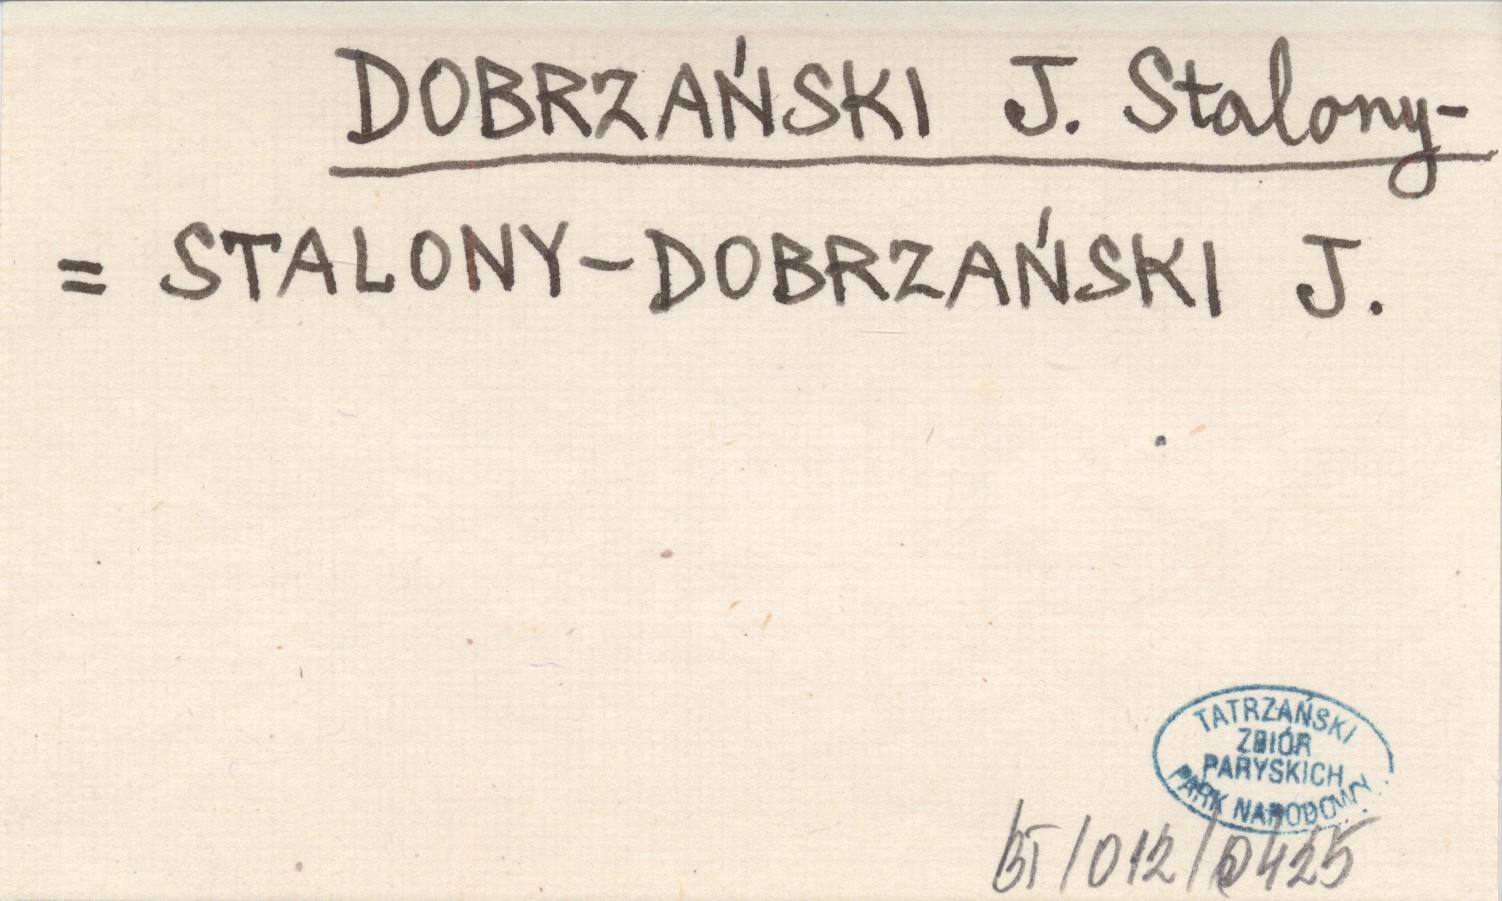 DOBRZAŃSKI J. Stalony-
= STALONY-DOBRZAŃSKI J.
TATRZAŃSKI
ZBIÓR
PARYSKICH
PARK NARODOWY
BT/012/0425